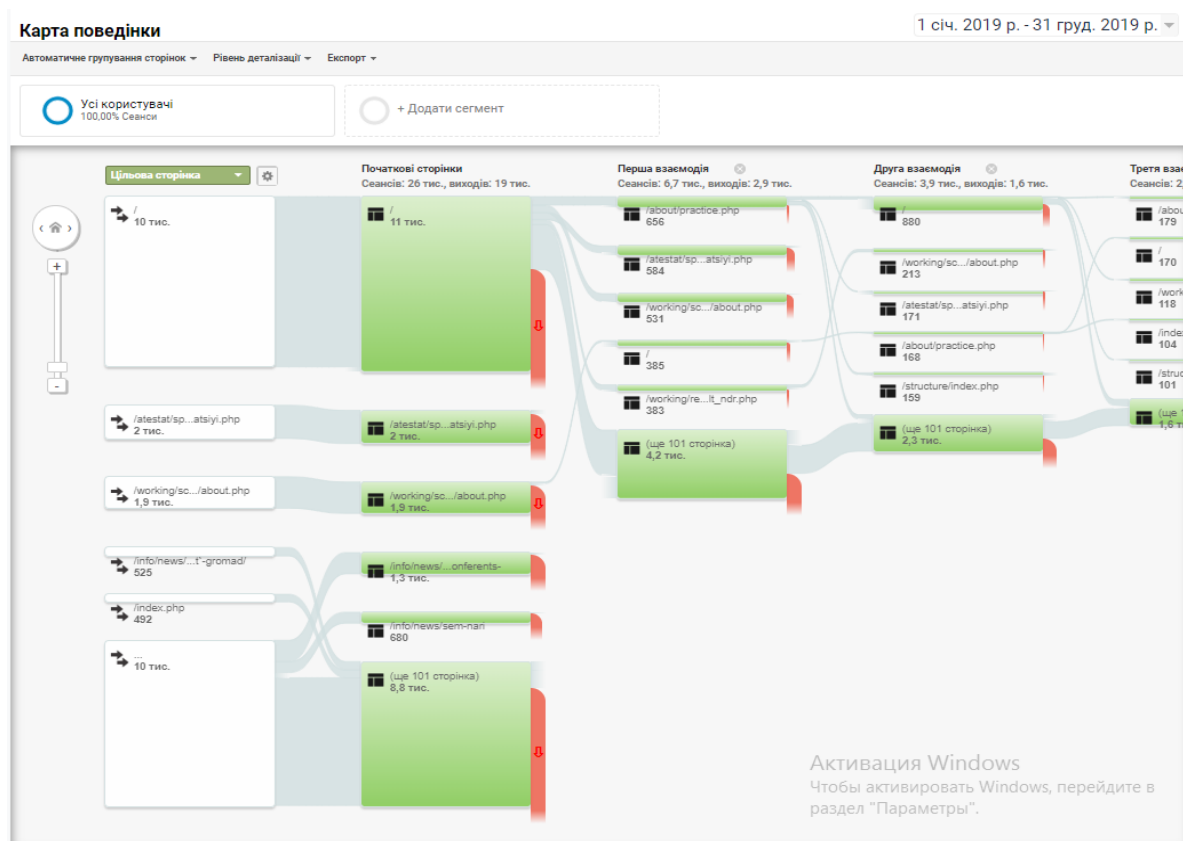 Карта поведінки
1 січ. 2019 р. - 31 груд. 2019 р.
Автоматичне групування сторінок
Рівень деталізації
Експорт
Усі користувачі
100,00% Сеанси
+ Додати сегмент
Цільова сторінка
/
10 тис.
/atestat/sp...atsiyi.php
2 тис.
/working/sc.../about.php
1,9 тис.
/info/news/...t`-gromad/
525
/index.php
492
...
10 тис.
Початкові сторінки
Сеансів: 26 тис., виходів: 19 тис.
/
11 тис.
/atestat/sp...atsiyi.php
2 тис.
/working/sc.../about.php
1,9 тис.
/info/news/...onferents-
1,3 тис.
/info/news/sem-nari
680
(ще 101 сторінка)
8,8 тис.
Перша взаємодія
Сеансів: 6,7 тис., виходів: 2,9 тис.
/about/practice.php
656
/atestat/sp...atsiyi.php
584
/working/sc.../about.php
531
/
385
/working/re...lt_ndr.php
383
(ще 101 сторінка)
4,2 тис.
Друга взаємодія
Сеансів: 3,9 тис., виходів: 1,6 тис.
/
880
/working/sc.../about.php
213
/atestat/sp...atsiyi.php
171
/about/practice.php
168
/structure/index.php
159
(ще 101 сторінка)
2,3 тис.
Третя
Сеансів: 2,
/abou
179
/
170
/work
118
/inde
104
/struc
101
(ще
1,6
Активация Windows
Чтобы активировать Windows, перейдите в
раздел "Параметры".